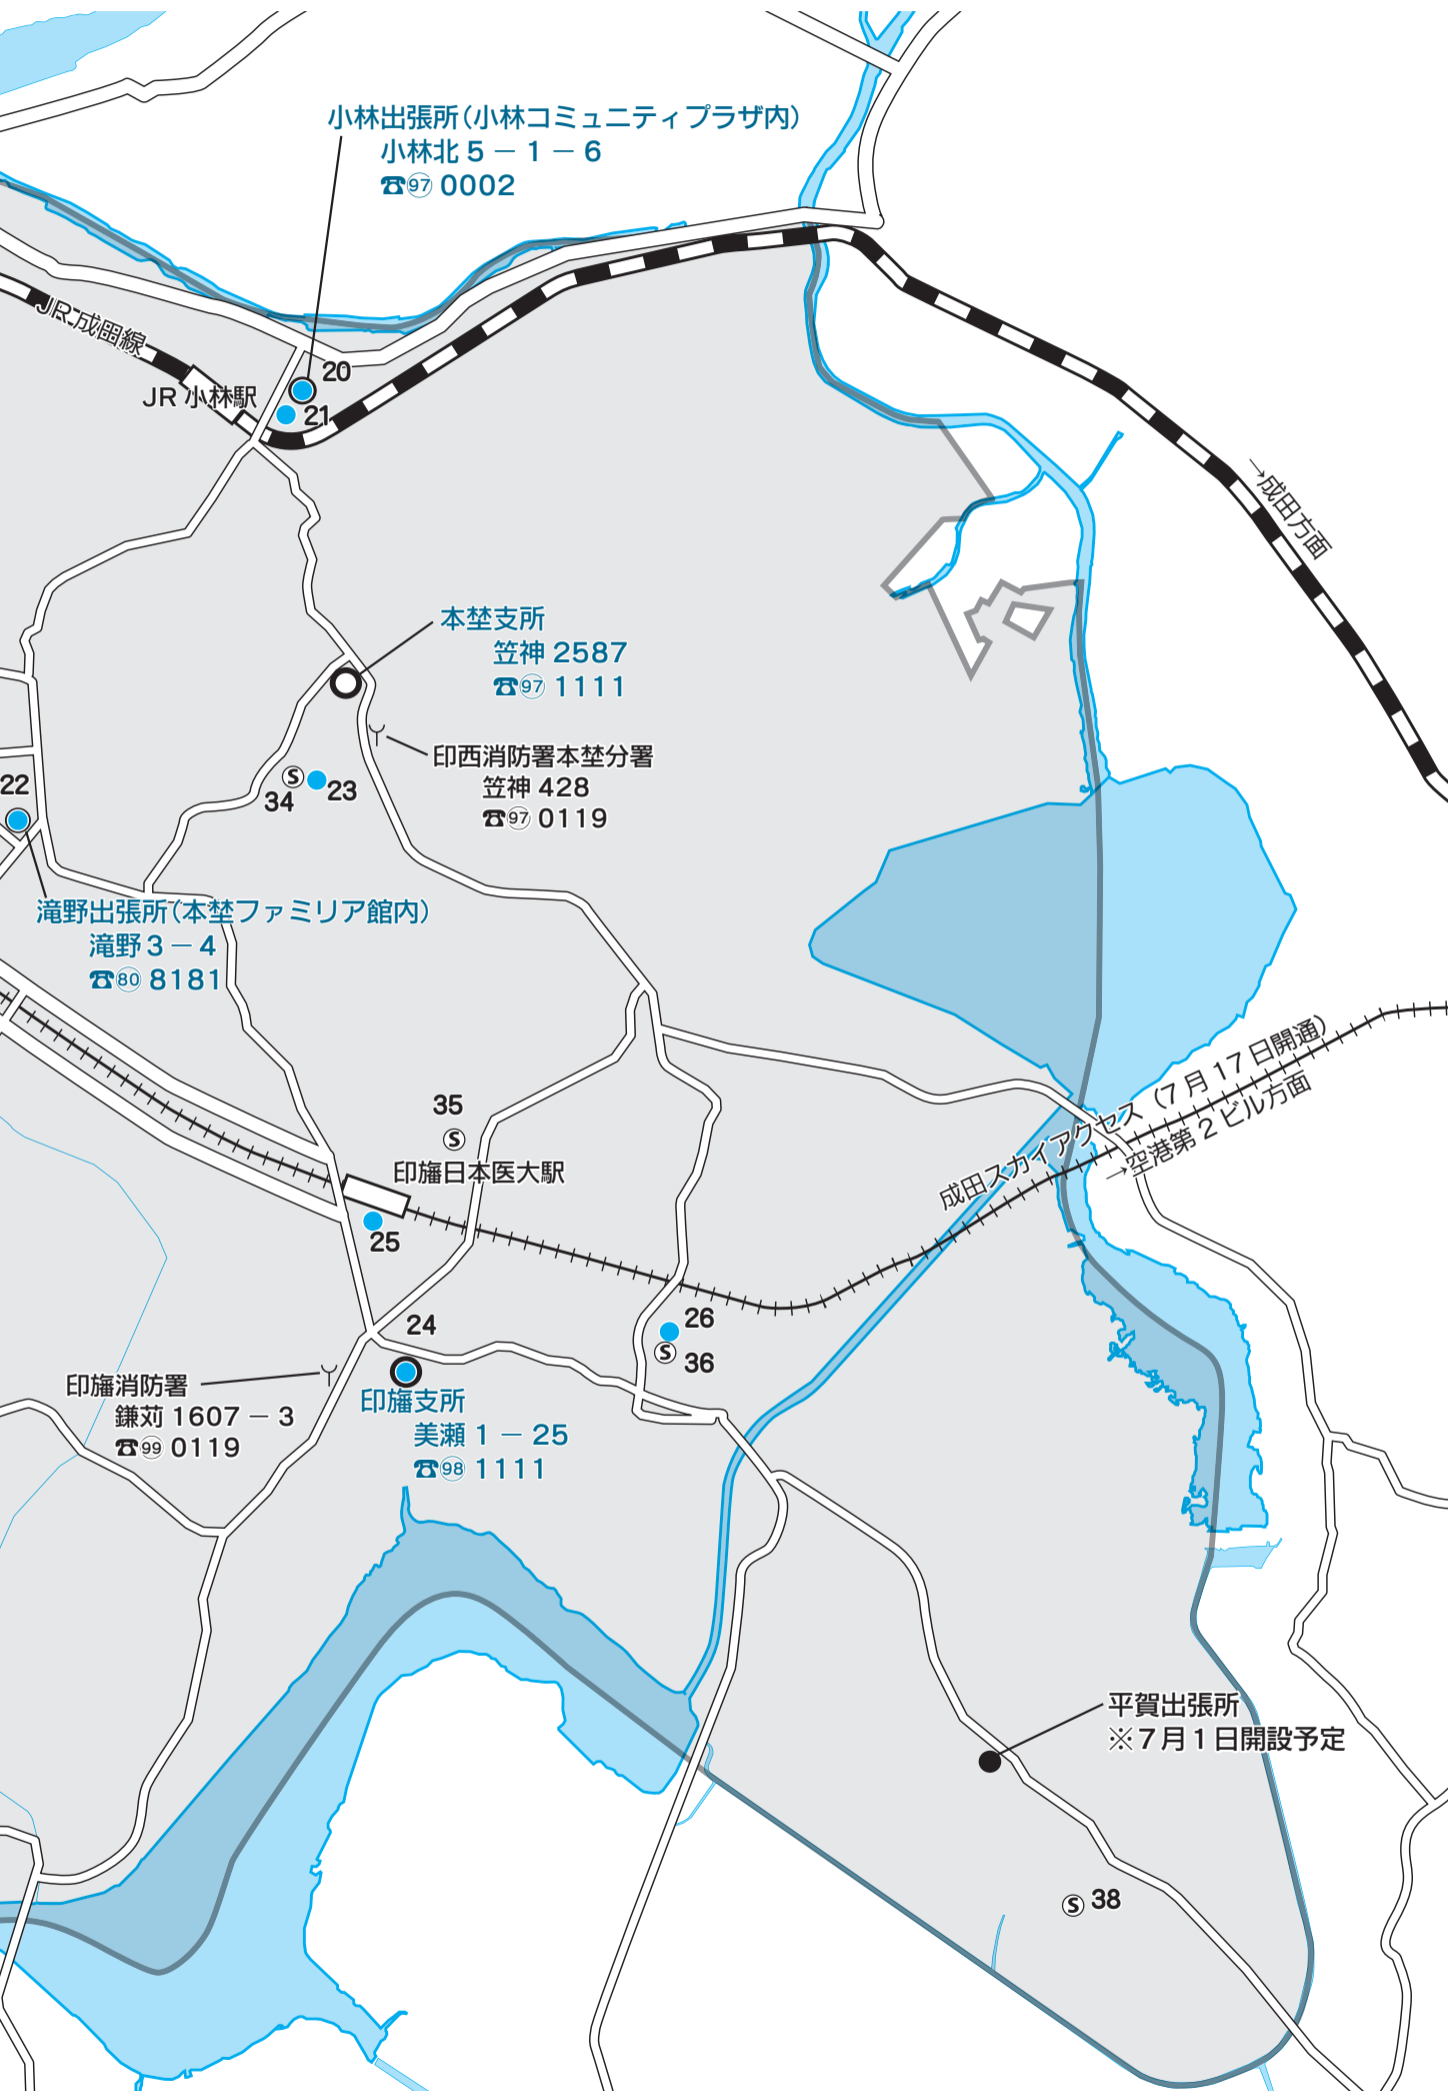 小林出張所(小林コミュニティプラザ内)
小林北 5 − 1 − 6
☎㊗97 0002
JR 成田線
JR 小林駅
20
21
→成田方面
本埜支所
笠神 2587
☎97 1111
印西消防署本埜分署
笠神 428
☎97 0119
22
S
34
23
滝野出張所(本埜ファミリア館内)
滝野 3 − 4
☎80 8181
35
S
印旛日本医大駅
25
成田スカイアクセス(7 月 17 日開通)
→空港第 2 ビル方面
24
26
S
36
印旛消防署
鎌苅 1607 − 3
☎99 0119
印旛支所
美瀬 1 − 25
☎98 1111
平賀出張所
※7 月 1 日開設予定
S 38